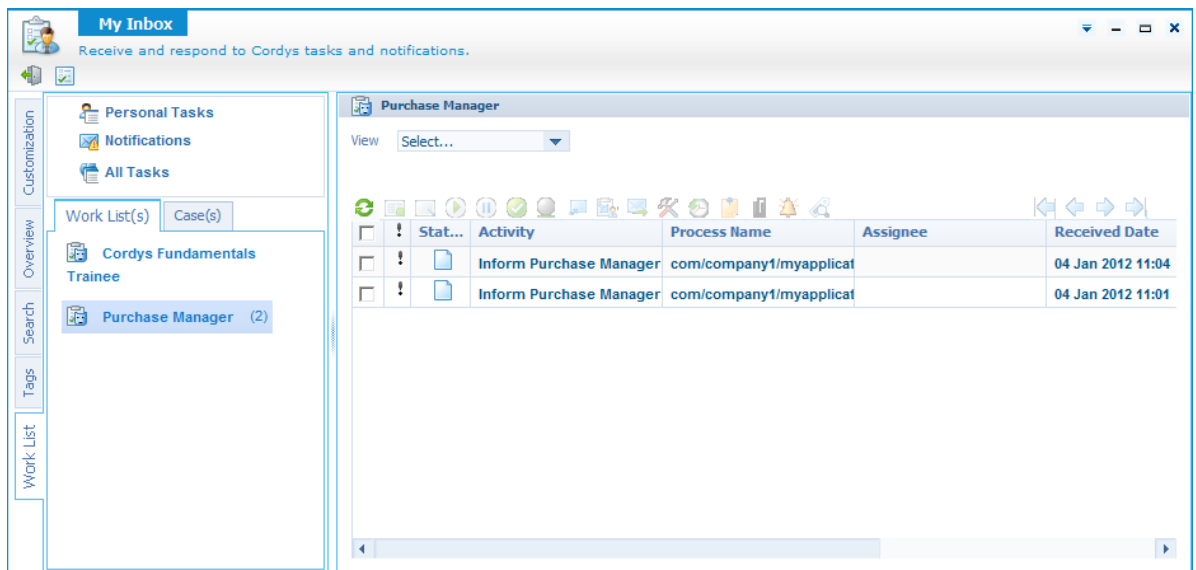 My Inbox
Receive and respond to Cordys tasks and notifications.
Customization
Overview
Search
Tags
Work List
Personal Tasks
Notifications
All Tasks
Work List(s) Case(s)
Cordys Fundamentals
Trainee
Purchase Manager (2)
Purchase Manager
View Select...
! Stat... Activity Process Name Assignee Received Date
! Inform Purchase Manager com/company1/myapplicat 04 Jan 2012 11:04
! Inform Purchase Manager com/company1/myapplicat 04 Jan 2012 11:01